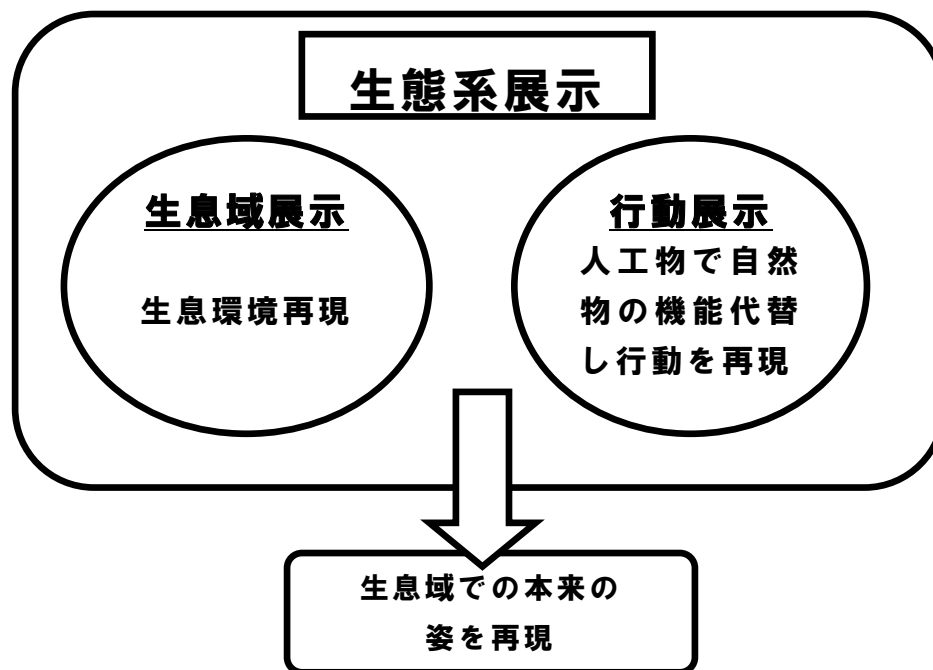 生態系展示
生息域展示
生息環境再現
行動展示
人工物で自然
物の機能代替
し行動を再現
生息域での本来の
姿を再現